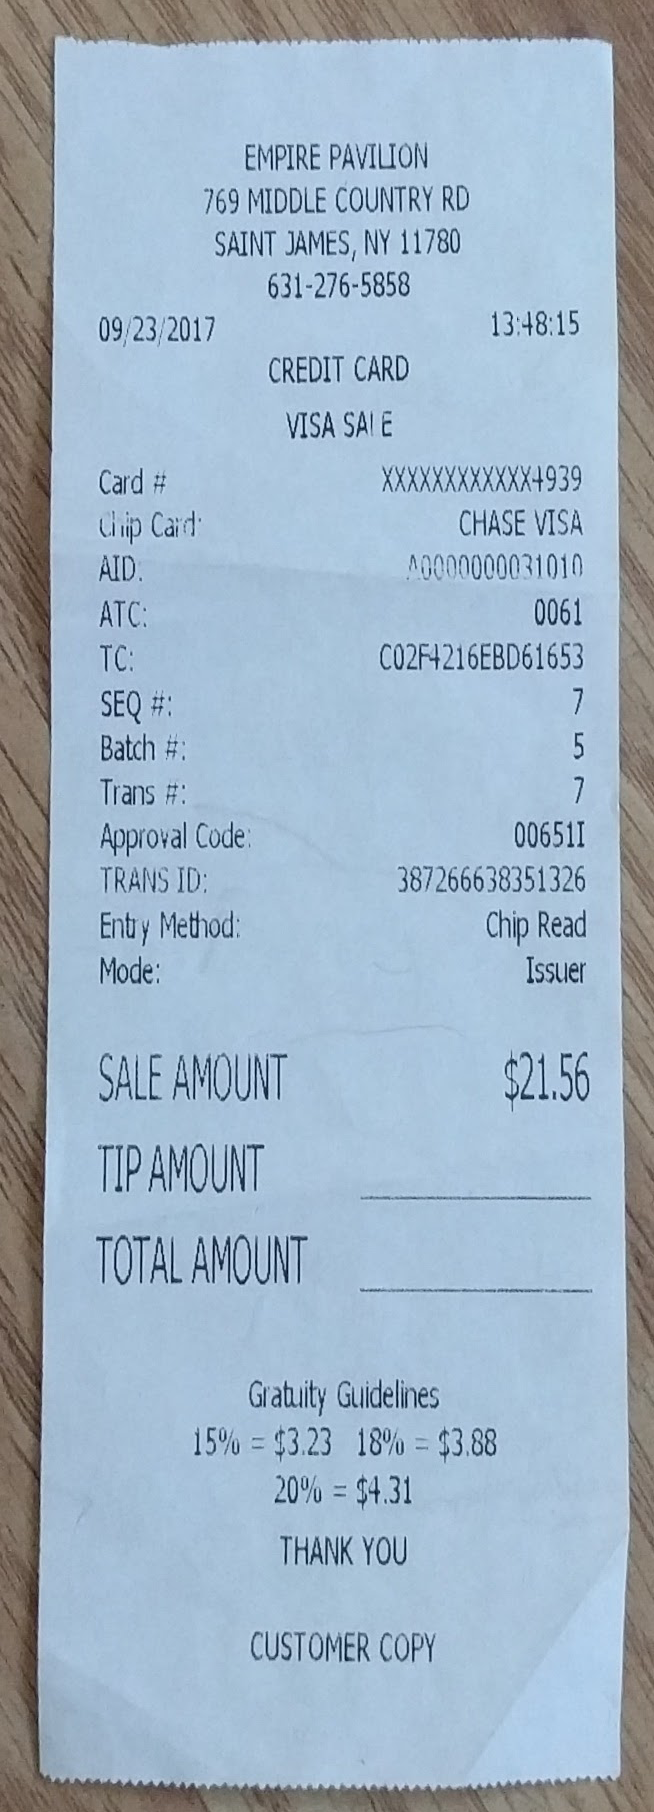 EMPIRE PAVILION
769 MIDDLE COUNTRY RD
SAINT JAMES, NY 11780
631-276-5858
09/23/2017 13:48:15
CREDIT CARD
VISA SALE
Card # XXXXXXXXXXXX4939
Chip Card: CHASE VISA
AID: A0000000031010
ATC: 0061
TC: C02F4216EBD61653
SEQ #: 7
Batch #: 5
Trans #: 7
Approval Code: 00651I
TRANS ID: 387266638351326
Entry Method: Chip Read
Mode: Issuer
SALE AMOUNT $21.56
TIP AMOUNT
TOTAL AMOUNT
Gratuity Guidelines
15% = $3.23 18% = $3.88
20% = $4.31
THANK YOU
CUSTOMER COPY